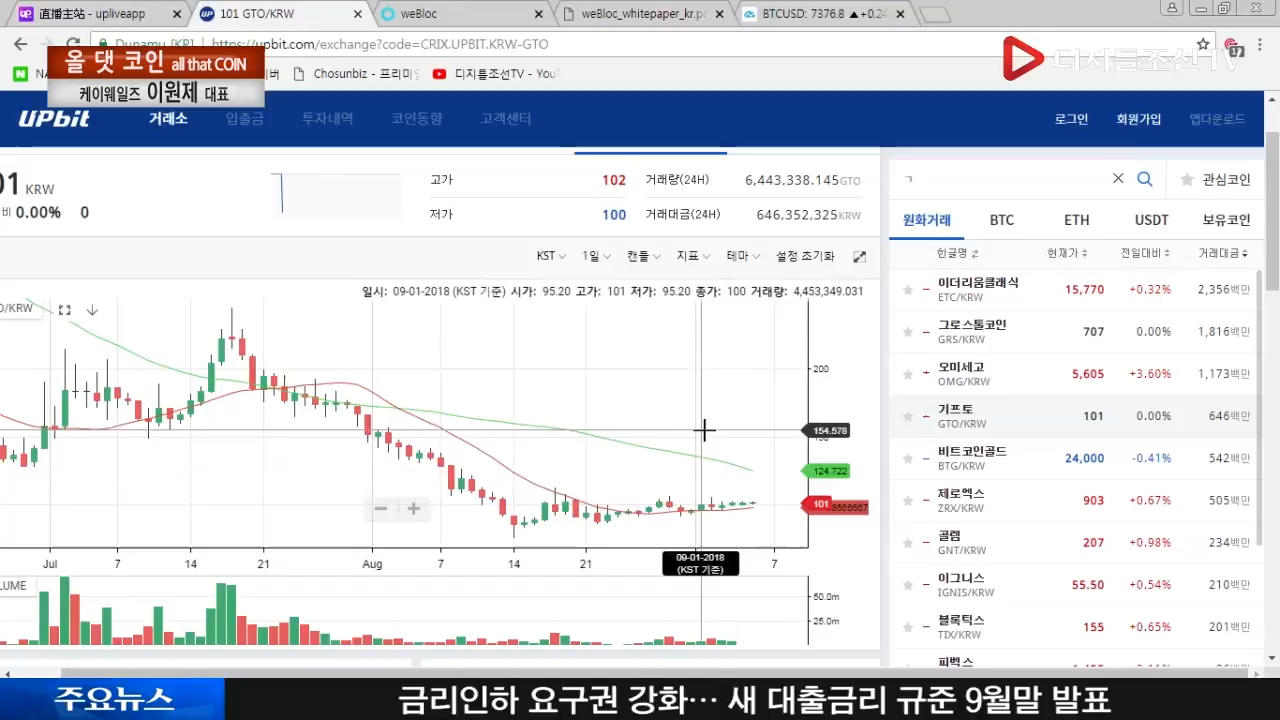 直播主站 - upliveapp
101 GTO/KRW
weBloc
weBloc_whitepaper_kr.p
BTCUSD: 7376.8 ▲+0.24
Dunamu [KR] | https://upbit.com/exchange?code=CRIX.UPBIT.KRW-GTO
올 댓 코인 all that COIN
케이웨일즈 이원제 대표
Chosunbiz - 프리미엄
디지틀조선TV - You
디지틀조선TV
17
UPbit
거래소
입출금
투자내역
코인동향
고객센터
로그인
회원가입
앱다운로드
01 KRW
비 0.00% 0
고가 102
거래량(24H) 6,443,338.145GTO
저가 100
거래대금(24H) 646,352,325KRW
KST 1일 캔들 지표 테마 설정 초기화
일시: 09-01-2018 (KST 기준) 시가: 95.20 고가: 101 저가: 95.20 종가: 100 거래량: 4,453,349.031
O/KRW
200
154.578
124.722
101
Jul 7 14 21 Aug 7 14 21 7
09-01-2018
(KST 기준)
LUME
50.0m
25.0m
ㄱ
관심코인
원화거래 BTC ETH USDT 보유코인
한글명 현재가 전일대비 거래대금
이더리움클래식 15,770 +0.32% 2,356백만
ETC/KRW
그로스톨코인 707 0.00% 1,816백만
GRS/KRW
오미세고 5,605 +3.60% 1,173백만
OMG/KRW
기프토 101 0.00% 646백만
GTO/KRW
비트코인골드 24,000 -0.41% 542백만
BTG/KRW
제로엑스 903 +0.67% 505백만
ZRX/KRW
골렘 207 +0.98% 234백만
GNT/KRW
이그니스 55.50 +0.54% 210백만
IGNIS/KRW
블록틱스 155 +0.65% 201백만
TIX/KRW
피벡스
주요뉴스
금리인하 요구권 강화… 새 대출금리 규준 9월말 발표